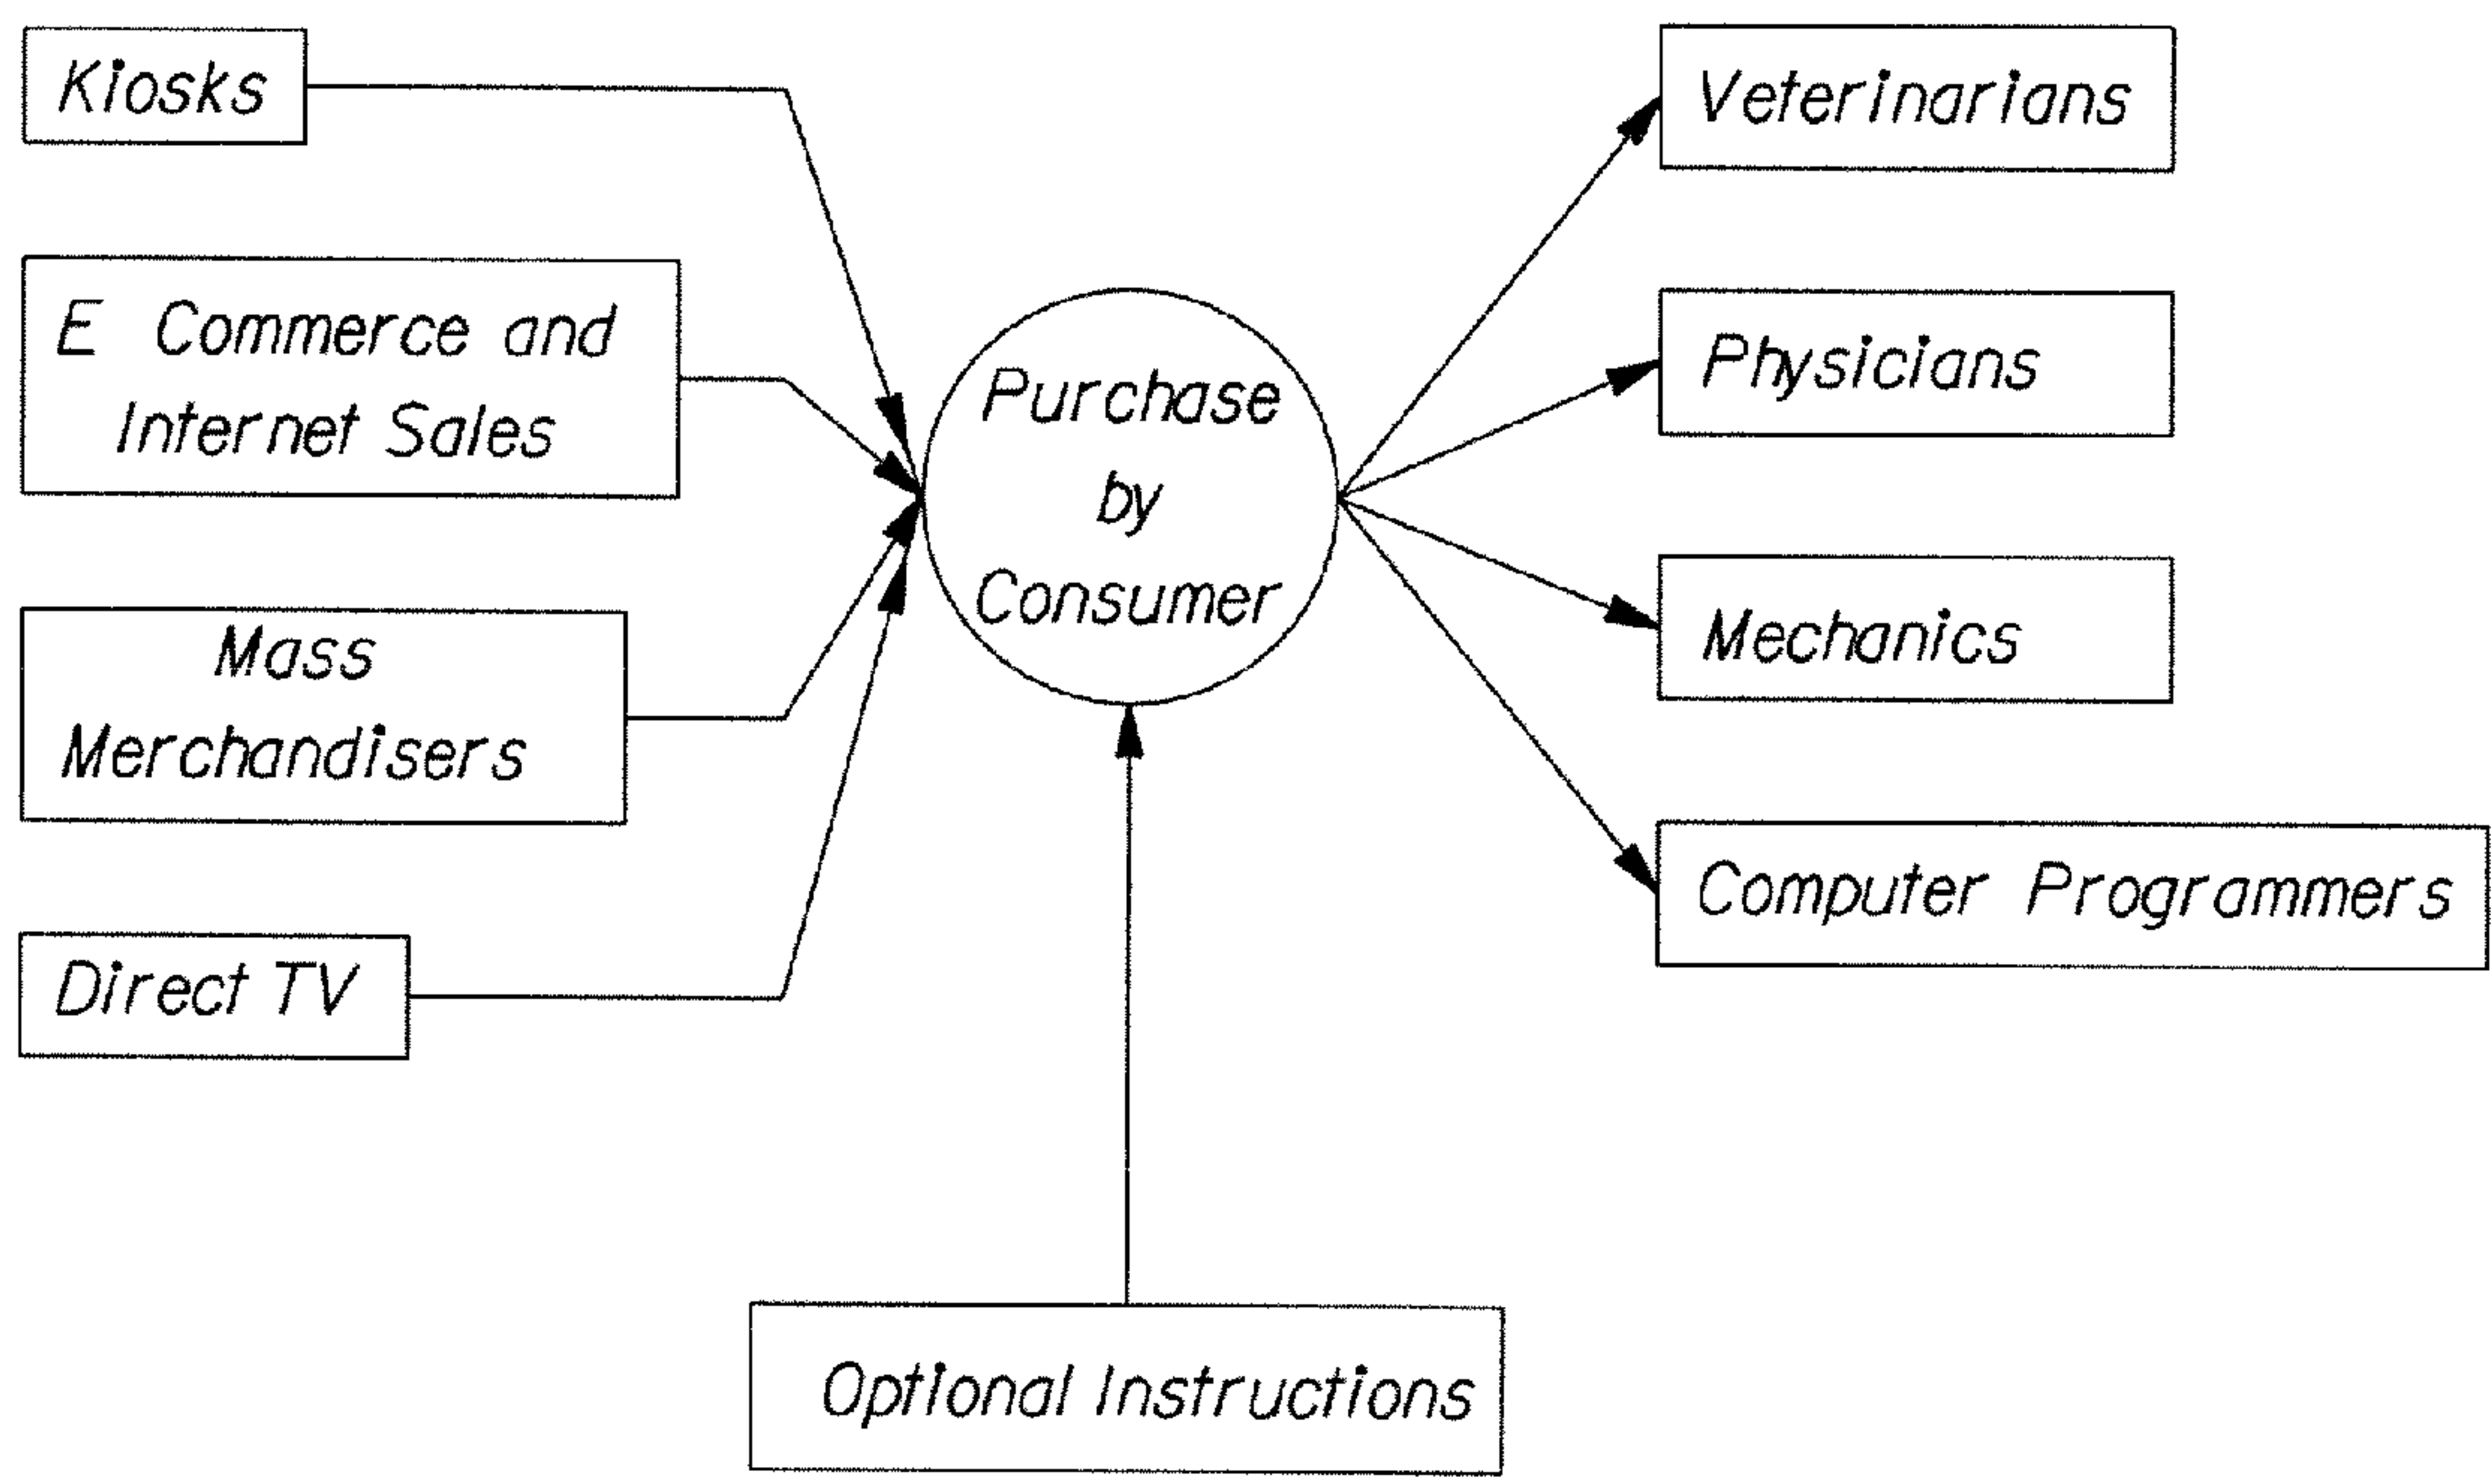 Kiosks
E Commerce and
Internet Sales
Mass
Merchandisers
Direct TV
Purchase
by
Consumer
Optional Instructions
Veterinarians
Physicians
Mechanics
Computer Programmers